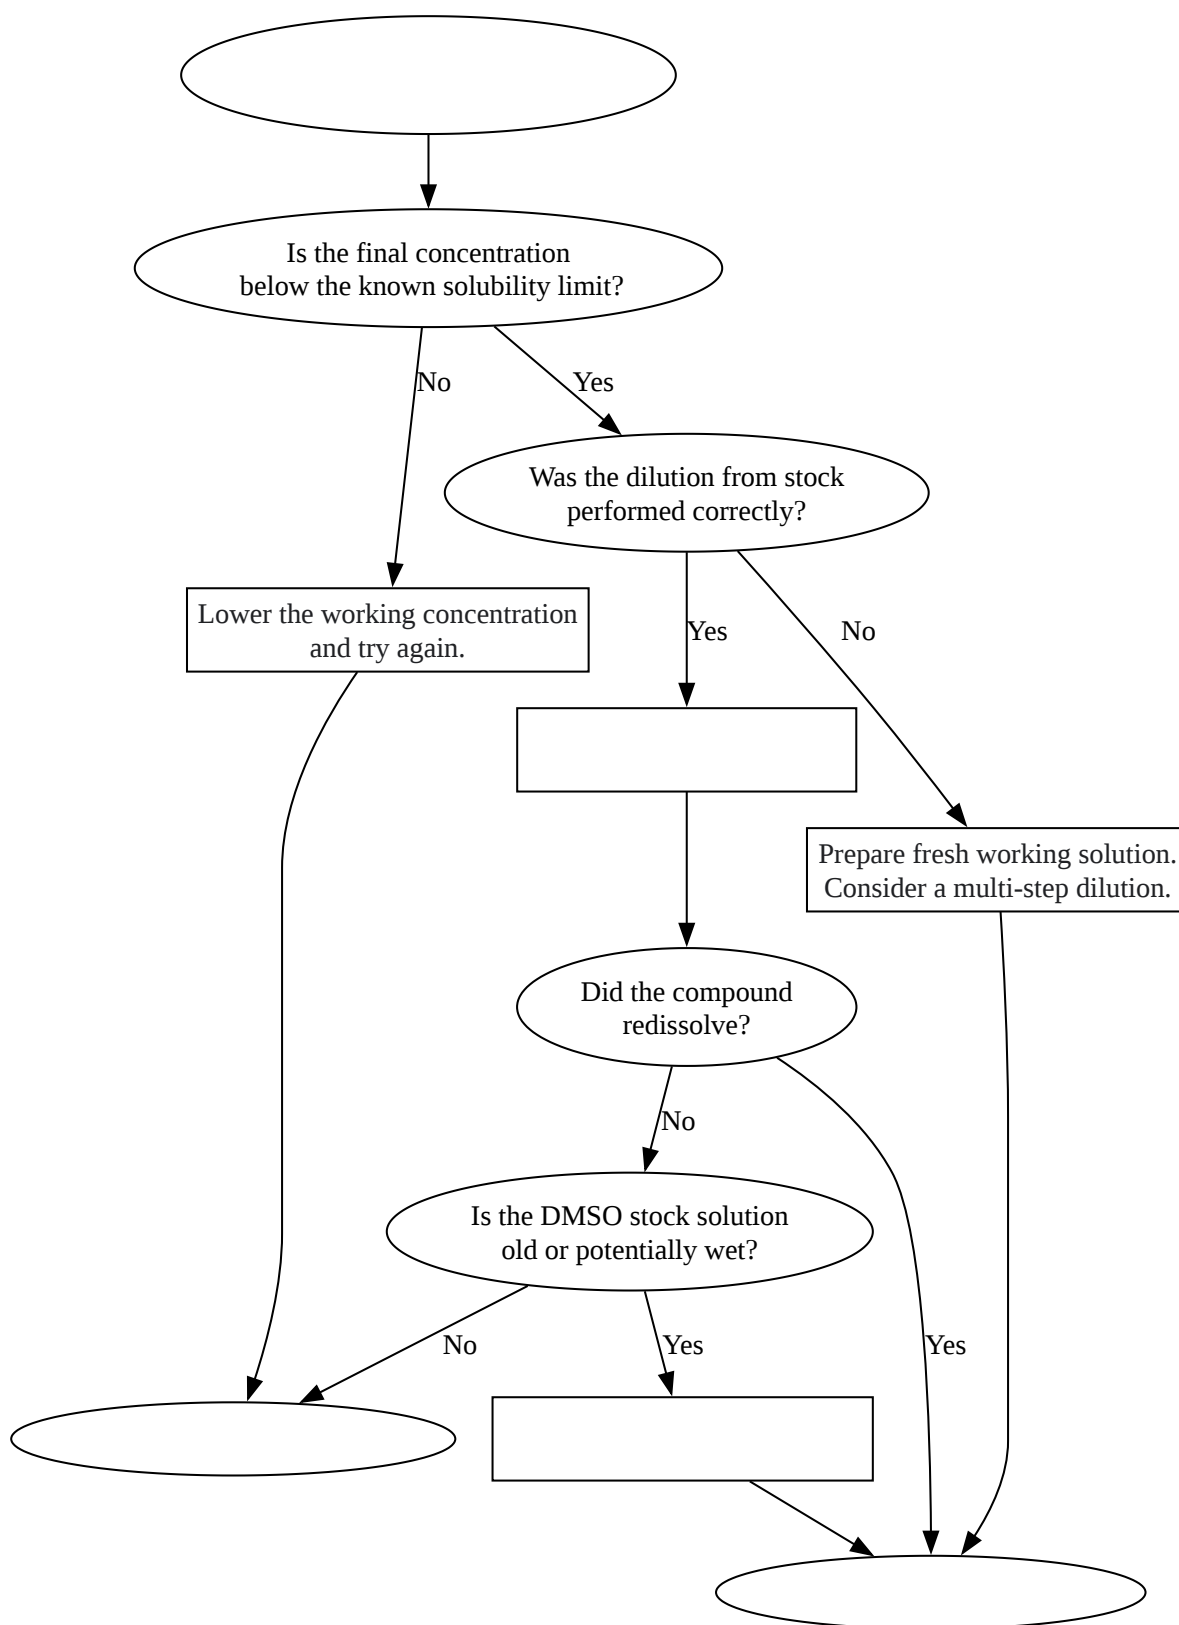 Is the final concentration
below the known solubility limit?
No
Yes
Was the dilution from stock
performed correctly?
Lower the working concentration
and try again.
Yes
No
Prepare fresh working solution.
Consider a multi-step dilution.
Did the compound
redissolve?
No
Is the DMSO stock solution
old or potentially wet?
No
Yes
Yes